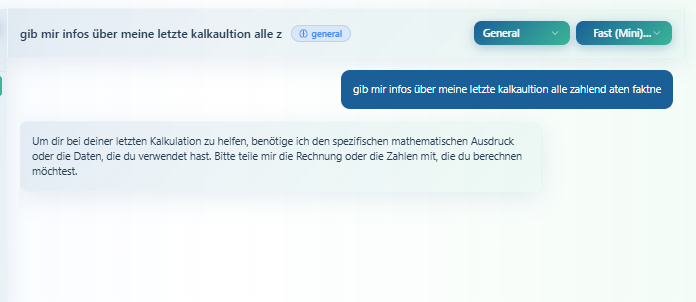 gib mir infos über meine letzte kalkaultion alle z
general
General
Fast (Mini)...
gib mir infos über meine letzte kalkaultion alle zahlend aten faktne
Um dir bei deiner letzten Kalkulation zu helfen, benötige ich den spezifischen mathematischen Ausdruck
oder die Daten, die du verwendet hast. Bitte teile mir die Rechnung oder die Zahlen mit, die du berechnen
möchtest.